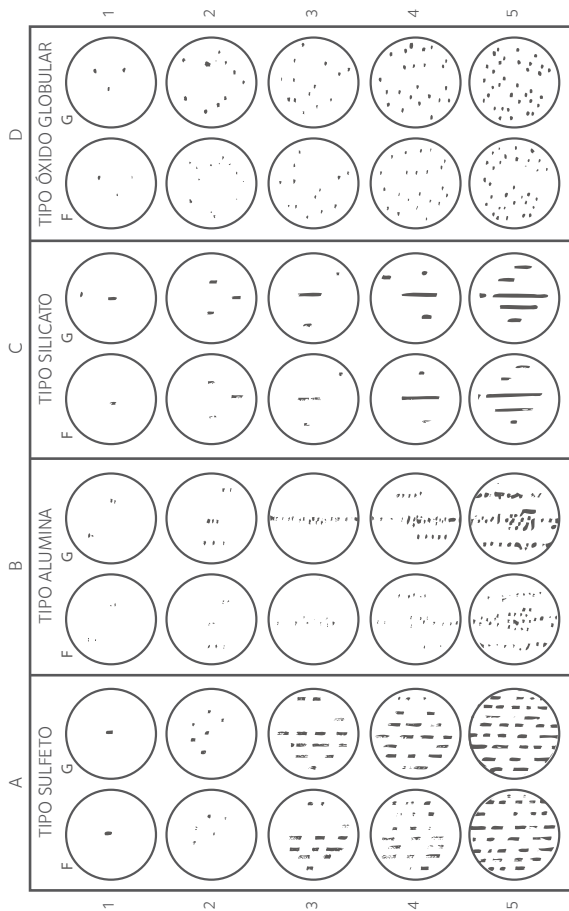 A B C D
TIPO SULFETO TIPO ALUMINA TIPO SILICATO TIPO ÓXIDO GLOBULAR
F G F G F G F G
1 1
2 2
3 3
4 4
5 5